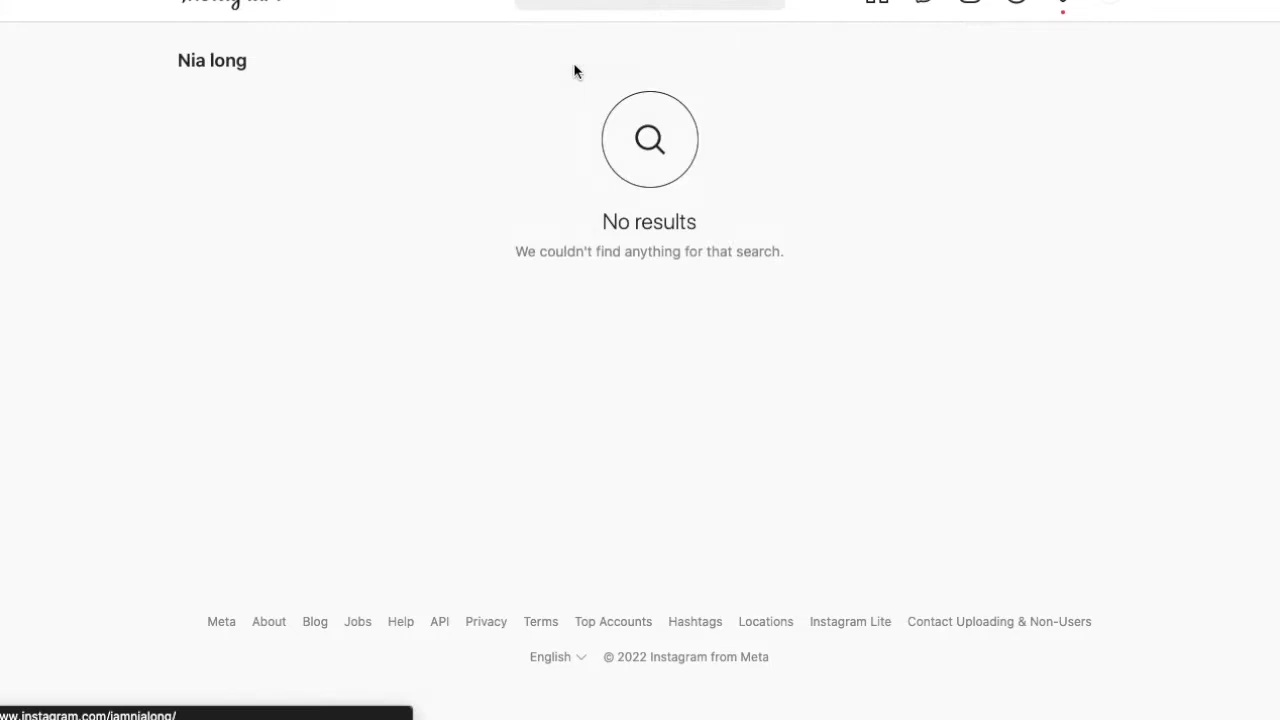 Nia long
No results
We couldn't find anything for that search.
Meta About Blog Jobs Help API Privacy Terms Top Accounts Hashtags Locations Instagram Lite Contact Uploading & Non-Users
English © 2022 Instagram from Meta
ww.instagram.com/iamnialong/